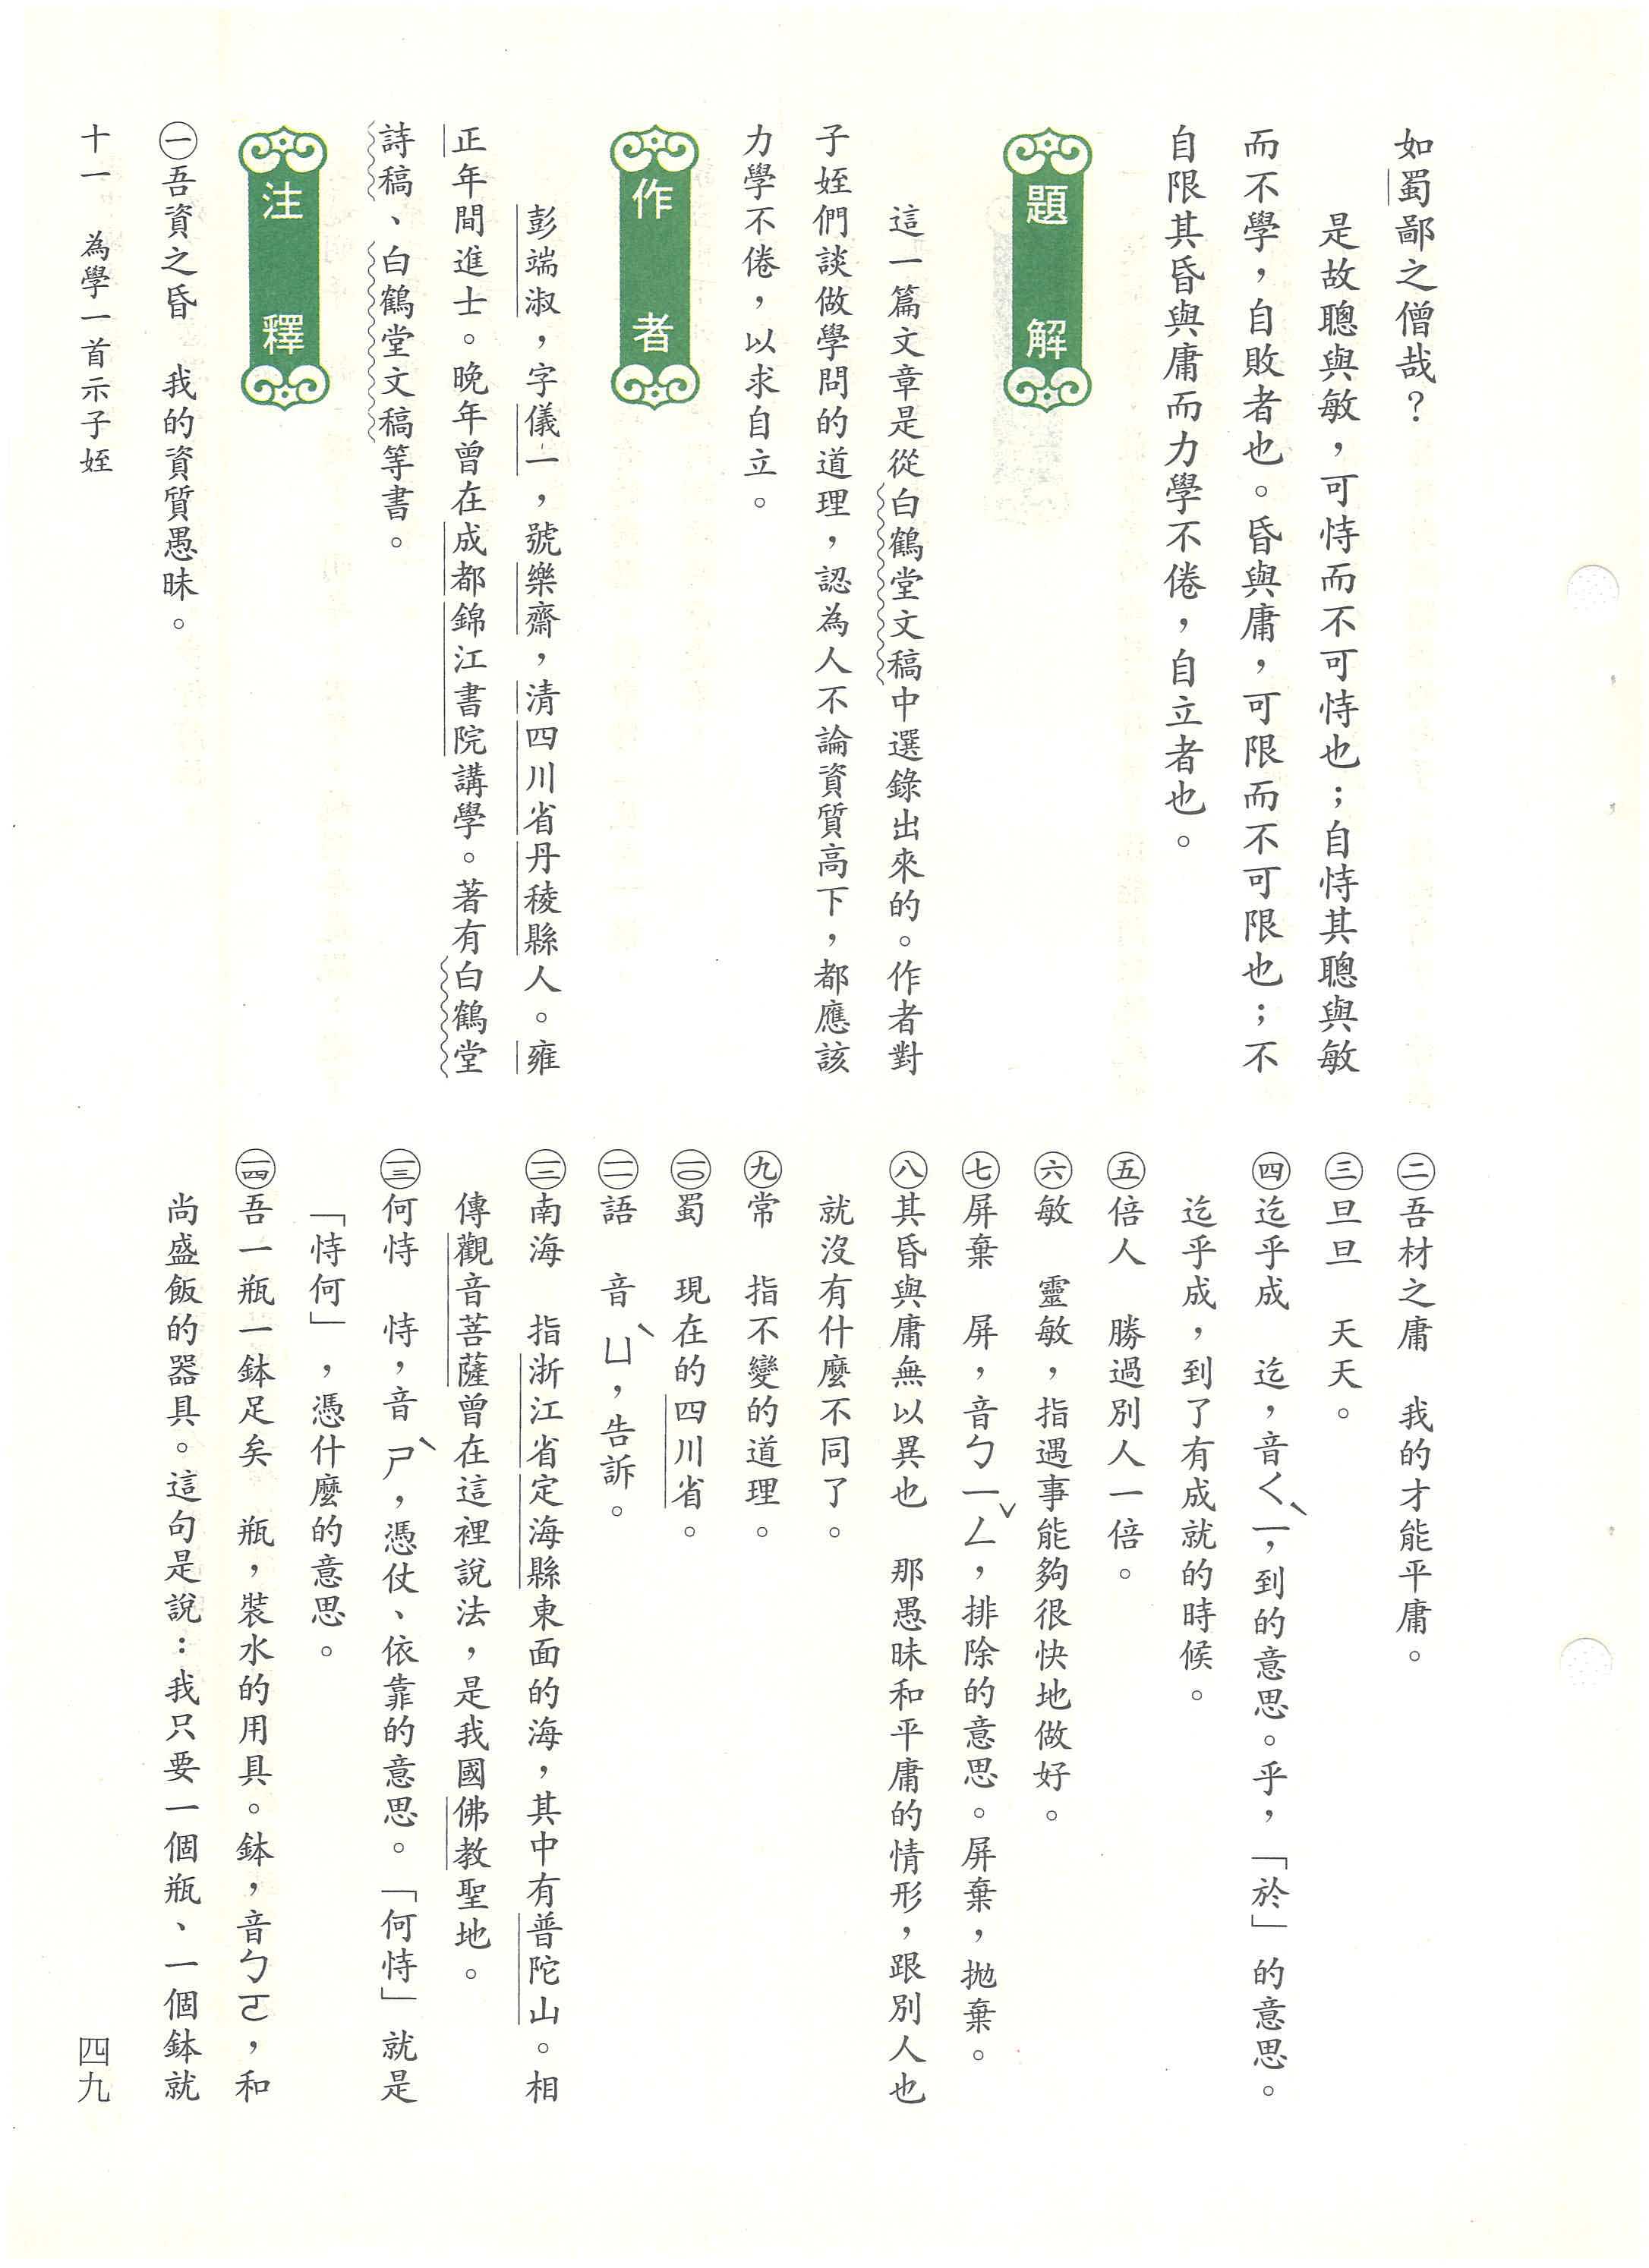 如蜀鄙之僧哉？
是故聰與敏，可恃而不可恃也；自恃其聰與敏
而不學，自敗者也。昏與庸，可限而不可限也；不
自限其昏與庸而力學不倦，自立者也。
題解
這一篇文章是從白鶴堂文稿中選錄出來的。作者對
子姪們談做學問的道理，認為人不論資質高下，都應該
力學不倦，以求自立。
作者
彭端淑，字儀一，號樂齋，清四川省丹稜縣人。雍
正年間進士。晚年曾在成都錦江書院講學。著有白鶴堂
詩稿、白鶴堂文稿等書。
注釋
㊀吾資之昏　我的資質愚昧。
㊁吾材之庸　我的才能平庸。
㊂旦旦　天天。
㊃迄乎成　迄，音ㄑㄧˋ，到的意思。乎，「於」的意思。
迄乎成，到了有成就的時候。
㊄倍人　勝過別人一倍。
㊅敏　靈敏，指遇事能夠很快地做好。
㊆屏棄　屏，音ㄅㄧㄥˇ，排除的意思。屏棄，拋棄。
㊇其昏與庸無以異也　那愚昧和平庸的情形，跟別人也
就沒有什麼不同了。
㊈常　指不變的道理。
(一〇)蜀　現在的四川省。
(一一)語　音ㄩˋ，告訴。
(一二)南海　指浙江省定海縣東面的海，其中有普陀山。相
傳觀音菩薩曾在這裡說法，是我國佛教聖地。
(一三)何恃　恃，音ㄕˋ，憑仗、依靠的意思。「何恃」就是
「恃何」，憑什麼的意思。
(一四)吾一瓶一鉢足矣　瓶，裝水的用具。鉢，音ㄅㄛ，和
尚盛飯的器具。這句是說：我只要一個瓶、一個鉢就
十一　為學一首示子姪
四九